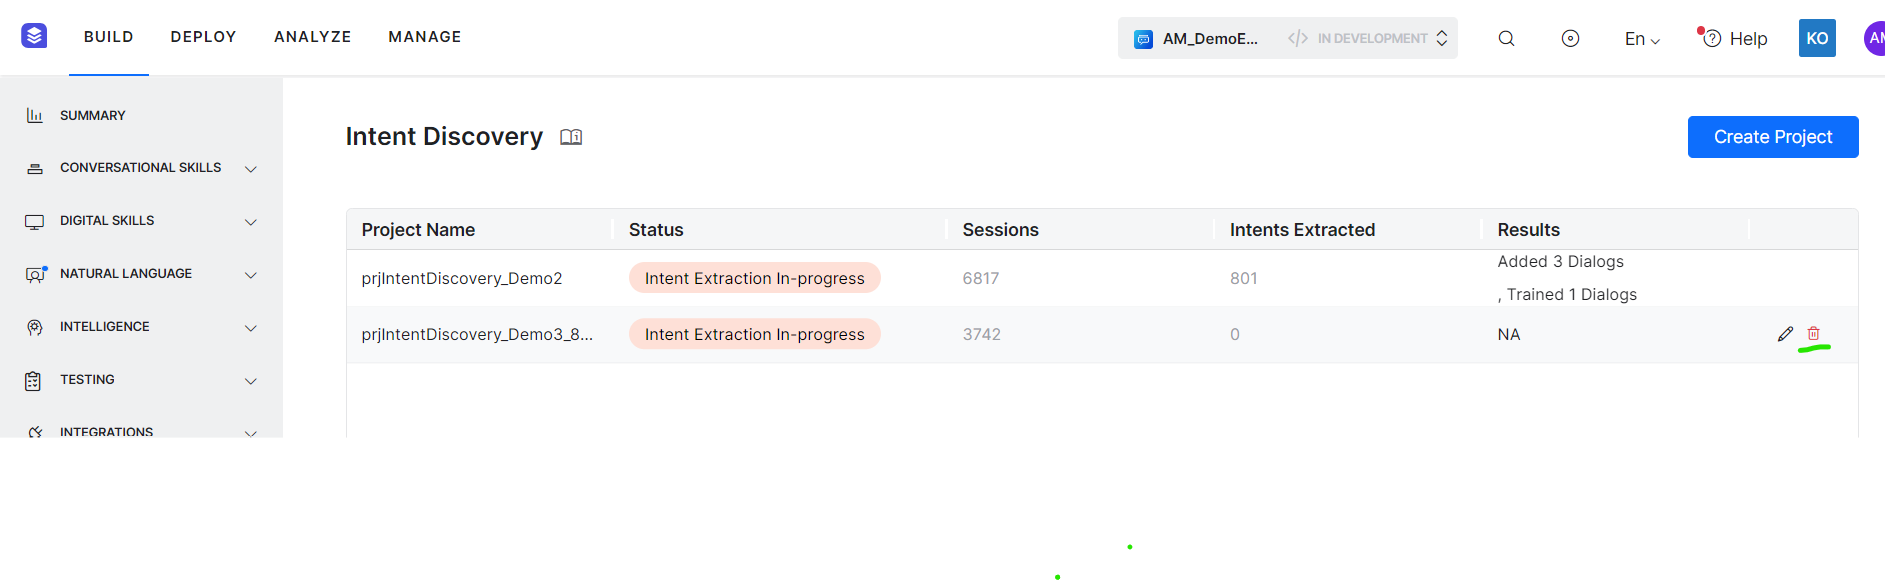 BUILD DEPLOY ANALYZE MANAGE AM_DemoE... </> IN DEVELOPMENT En Help KO AM
SUMMARY
CONVERSATIONAL SKILLS
DIGITAL SKILLS
NATURAL LANGUAGE
INTELLIGENCE
TESTING
INTEGRATIONS
Intent Discovery
Create Project
Project Name Status Sessions Intents Extracted Results
prjIntentDiscovery_Demo2 Intent Extraction In-progress 6817 801 Added 3 Dialogs
, Trained 1 Dialogs
prjIntentDiscovery_Demo3_8... Intent Extraction In-progress 3742 0 NA